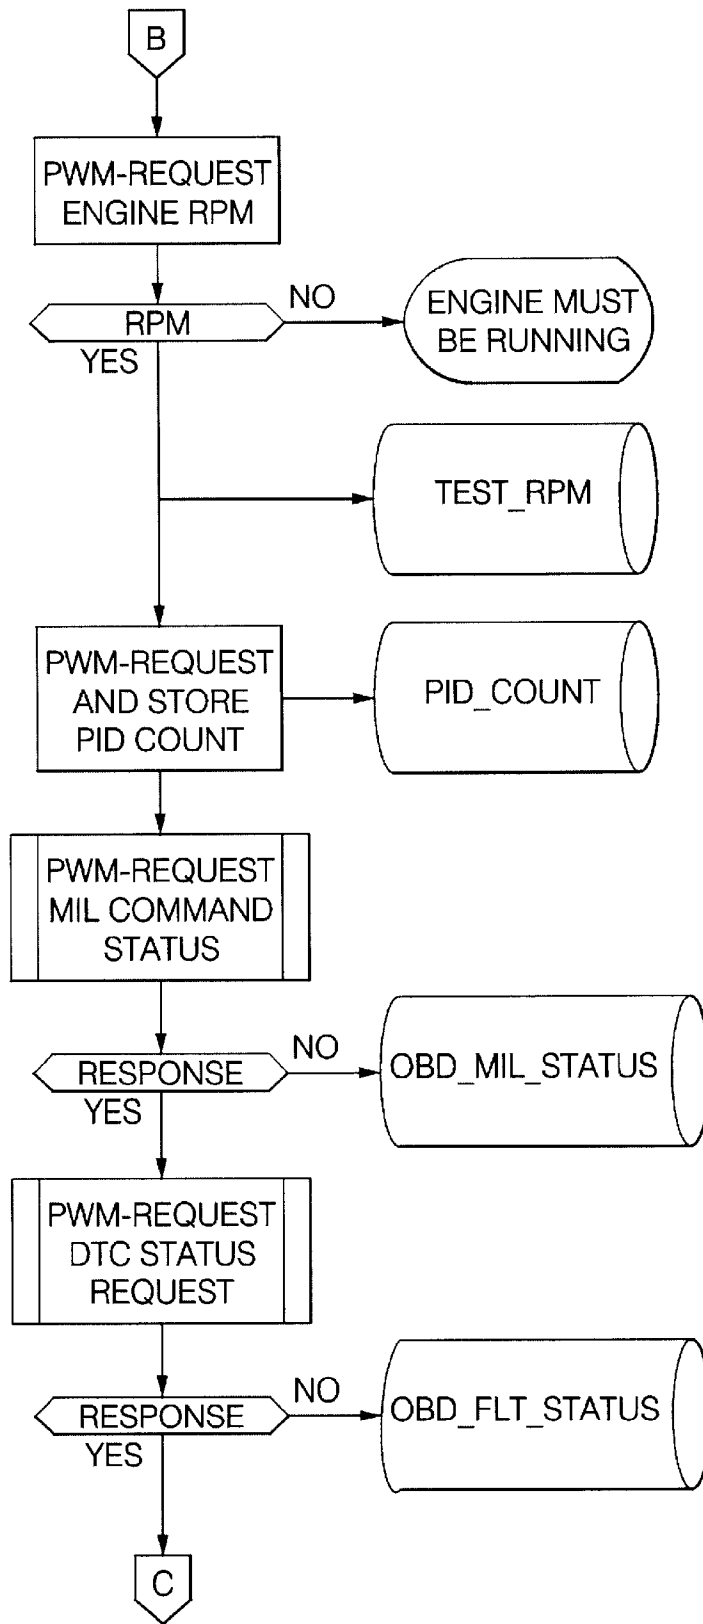 B
PWM-REQUEST
ENGINE RPM
RPM
NO
ENGINE MUST
BE RUNNING
YES
TEST_RPM
PWM-REQUEST
AND STORE
PID COUNT
PID_COUNT
PWM-REQUEST
MIL COMMAND
STATUS
RESPONSE
NO
OBD_MIL_STATUS
YES
PWM-REQUEST
DTC STATUS
REQUEST
RESPONSE
NO
OBD_FLT_STATUS
YES
C